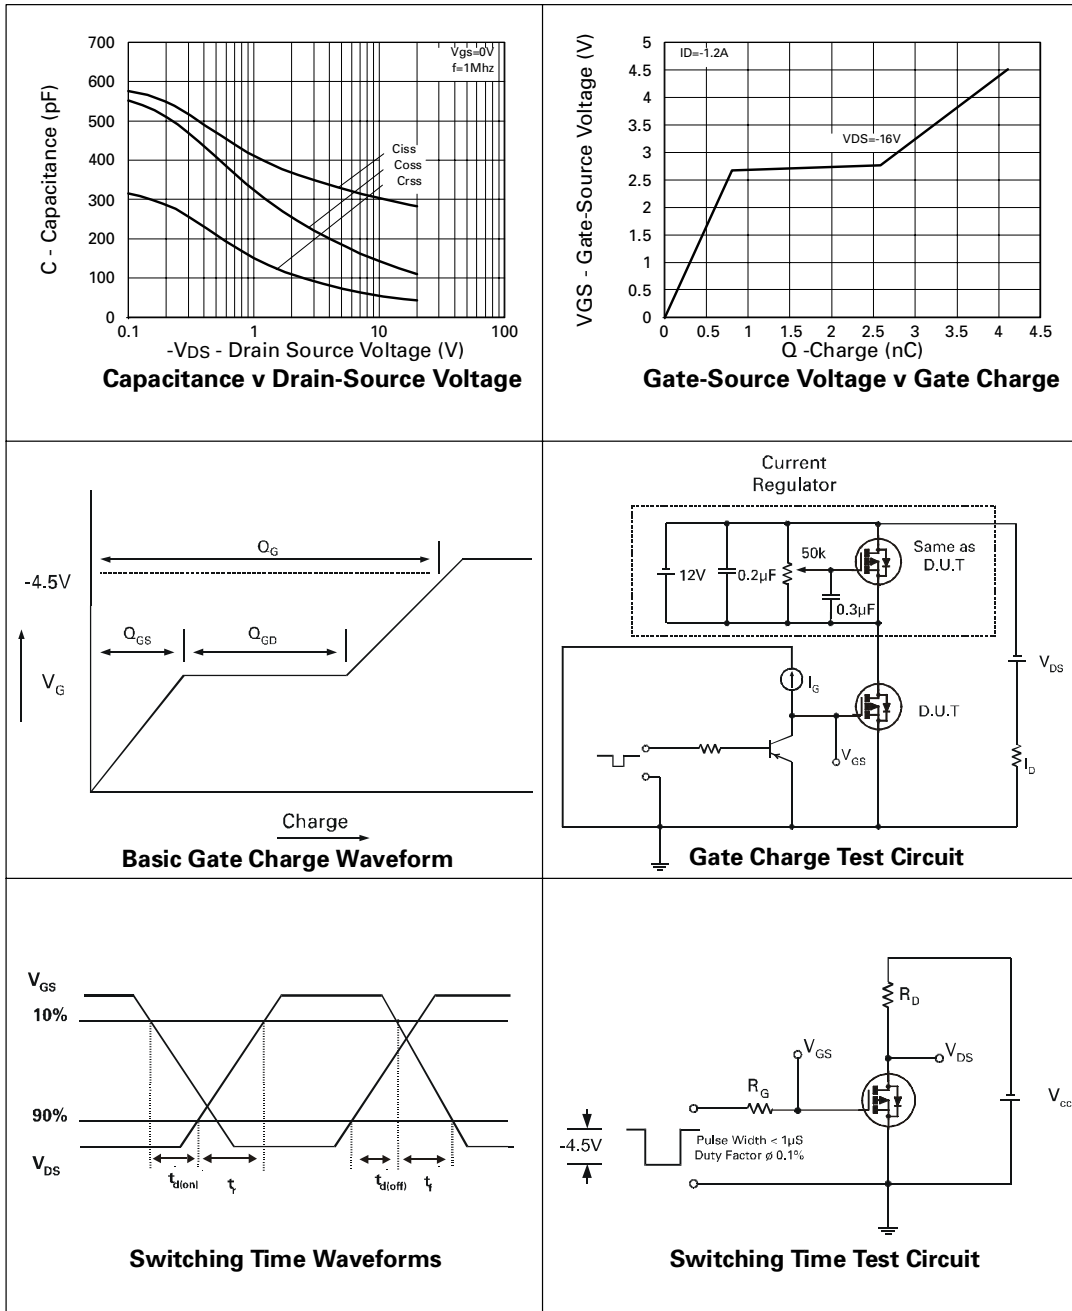 700
600
500
400
300
200
100
0
0.1
1
10
100
C - Capacitance (pF)
Vgs=0V
f=1Mhz
Ciss
Coss
Crss
-VDS - Drain Source Voltage (V)
Capacitance v Drain-Source Voltage
5
4.5
4
3.5
3
2.5
2
1.5
1
0.5
0
0
0.5
1
1.5
2
2.5
3
3.5
4
4.5
VGS - Gate-Source Voltage (V)
ID=-1.2A
VDS=-16V
Q -Charge (nC)
Gate-Source Voltage v Gate Charge
QG
-4.5V
QGS
QGD
VG
Charge
Basic Gate Charge Waveform
Current
Regulator
12V
0.2µF
50k
0.3µF
Same as
D.U.T
IG
VGS
D.U.T
VDS
ID
Gate Charge Test Circuit
VGS
10%
90%
VDS
td(on)
tr
td(off)
tf
Switching Time Waveforms
RD
VGS
VDS
RG
VCC
-4.5V
Pulse Width < 1µS
Duty Factor ø 0.1%
Switching Time Test Circuit